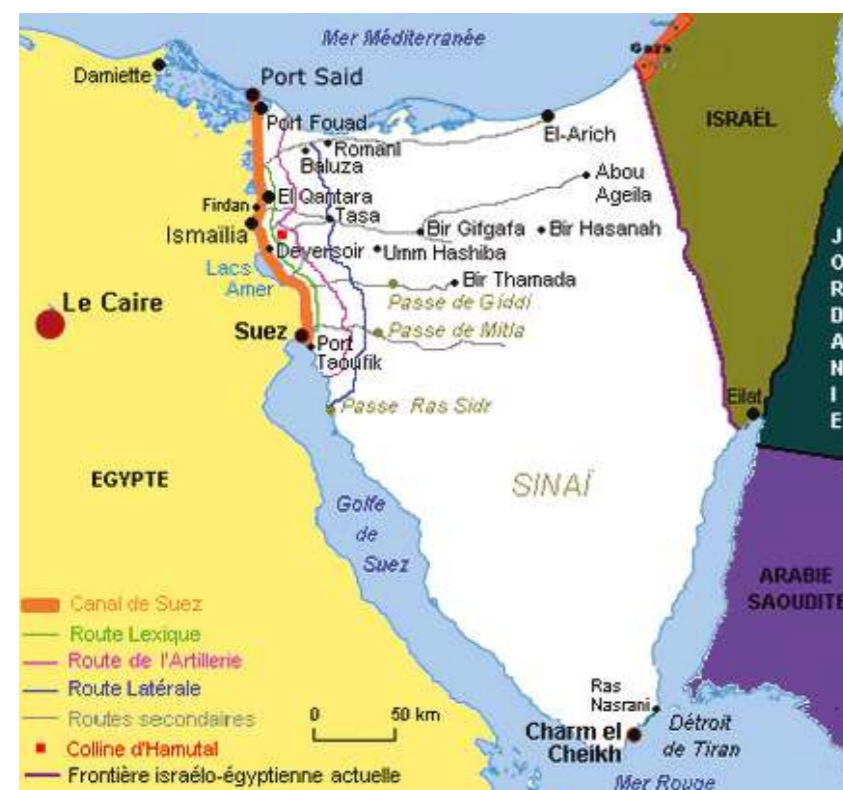 Mer Méditerranée
Gaza
Damiette
Port Said
Port Fouad
El-Arich
ISRAËL
Romani
Baluza
Abou
Ageila
El Qantara
Firdan
Tasa
Ismaïlia
Bir Gifgafa
Bir Hasanah
Deversoir
Umm Hashiba
Lacs
Amer
Bir Thamada
Passe de Giddi
JORDANIE
Le Caire
Suez
Passe de Mitla
Port
Taoufik
Eilat
Passe Ras Sidr
EGYPTE
SINAÏ
Golfe
de
Suez
ARABIE
SAOUDITE
Canal de Suez
Route Lexique
Route de l'Artillerie
Route Latérale
Routes secondaires
Colline d'Hamutal
Frontière israélo-égyptienne actuelle
0 50 km
Ras
Nasrani
Charm el
Cheikh
Détroit
de Tiran
Mer Rouge